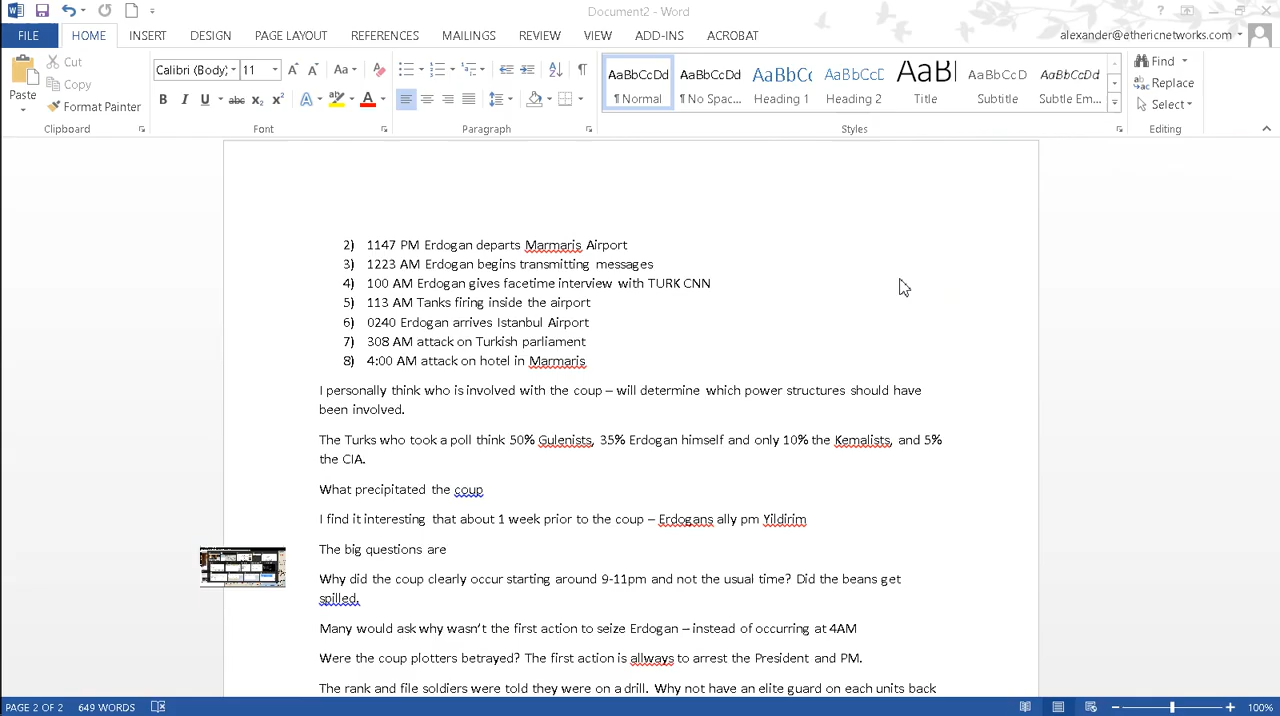 Document2 - Word
FILE HOME INSERT DESIGN PAGE LAYOUT REFERENCES MAILINGS REVIEW VIEW ADD-INS ACROBAT alexander@ethericnetworks.com
Paste Cut Copy Format Painter
Calibri (Body) 11
AaBbCcDd AaBbCcDd AaBbCc AaBbCcC AaBl AaBbCcD AaBbCcDd
¶ Normal ¶ No Spac... Heading 1 Heading 2 Title Subtitle Subtle Em...
Find Replace Select
Clipboard Font Paragraph Styles Editing
2) 1147 PM Erdogan departs Marmaris Airport
3) 1223 AM Erdogan begins transmitting messages
4) 100 AM Erdogan gives facetime interview with TURK CNN
5) 113 AM Tanks firing inside the airport
6) 0240 Erdogan arrives Istanbul Airport
7) 308 AM attack on Turkish parliament
8) 4:00 AM attack on hotel in Marmaris
I personally think who is involved with the coup – will determine which power structures should have
been involved.
The Turks who took a poll think 50% Gulenists, 35% Erdogan himself and only 10% the Kemalists, and 5%
the CIA.
What precipitated the coup
I find it interesting that about 1 week prior to the coup – Erdogans ally pm Yildirim
The big questions are
Why did the coup clearly occur starting around 9-11pm and not the usual time? Did the beans get
spilled,
Many would ask why wasn't the first action to seize Erdogan – instead of occurring at 4AM
Were the coup plotters betrayed? The first action is allways to arrest the President and PM.
The rank and file soldiers were told they were on a drill. Why not have an elite guard on each units back
PAGE 2 OF 2 649 WORDS 100%